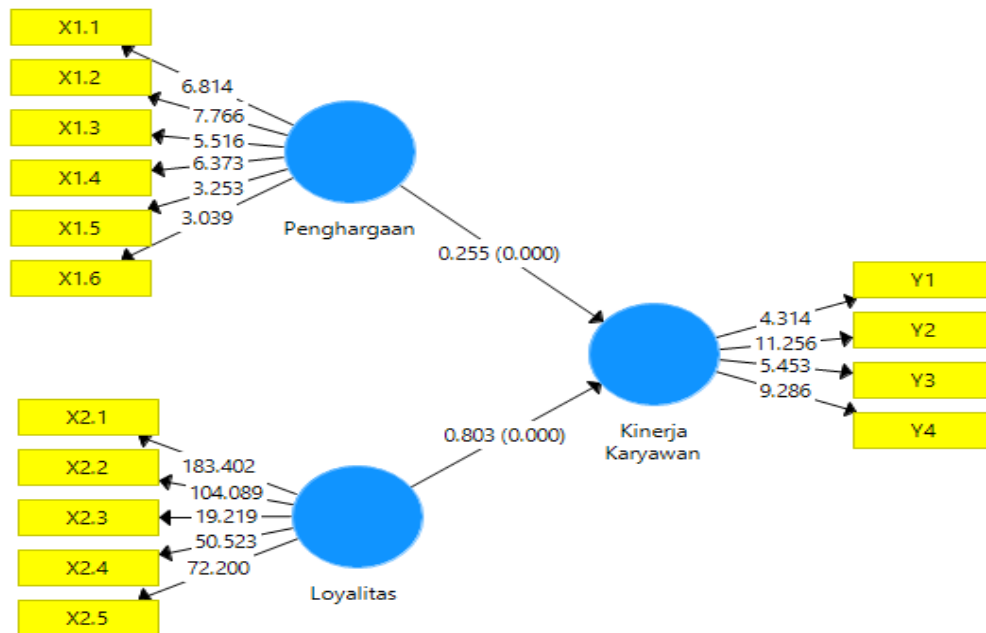 X1.1
X1.2
X1.3
X1.4
X1.5
X1.6
6.814
7.766
5.516
6.373
3.253
3.039
Penghargaan
0.255 (0.000)
X2.1
X2.2
X2.3
X2.4
X2.5
183.402
104.089
19.219
50.523
72.200
Loyalitas
0.803 (0.000)
Kinerja
Karyawan
4.314
11.256
5.453
9.286
Y1
Y2
Y3
Y4